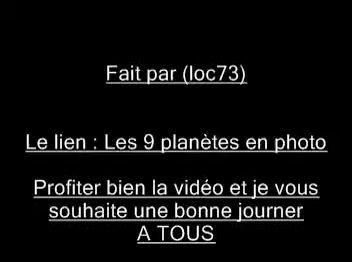 Fait par (loc73)
Le lien : Les 9 planètes en photo
Profiter bien la vidéo et je vous
souhaite une bonne journer
A TOUS